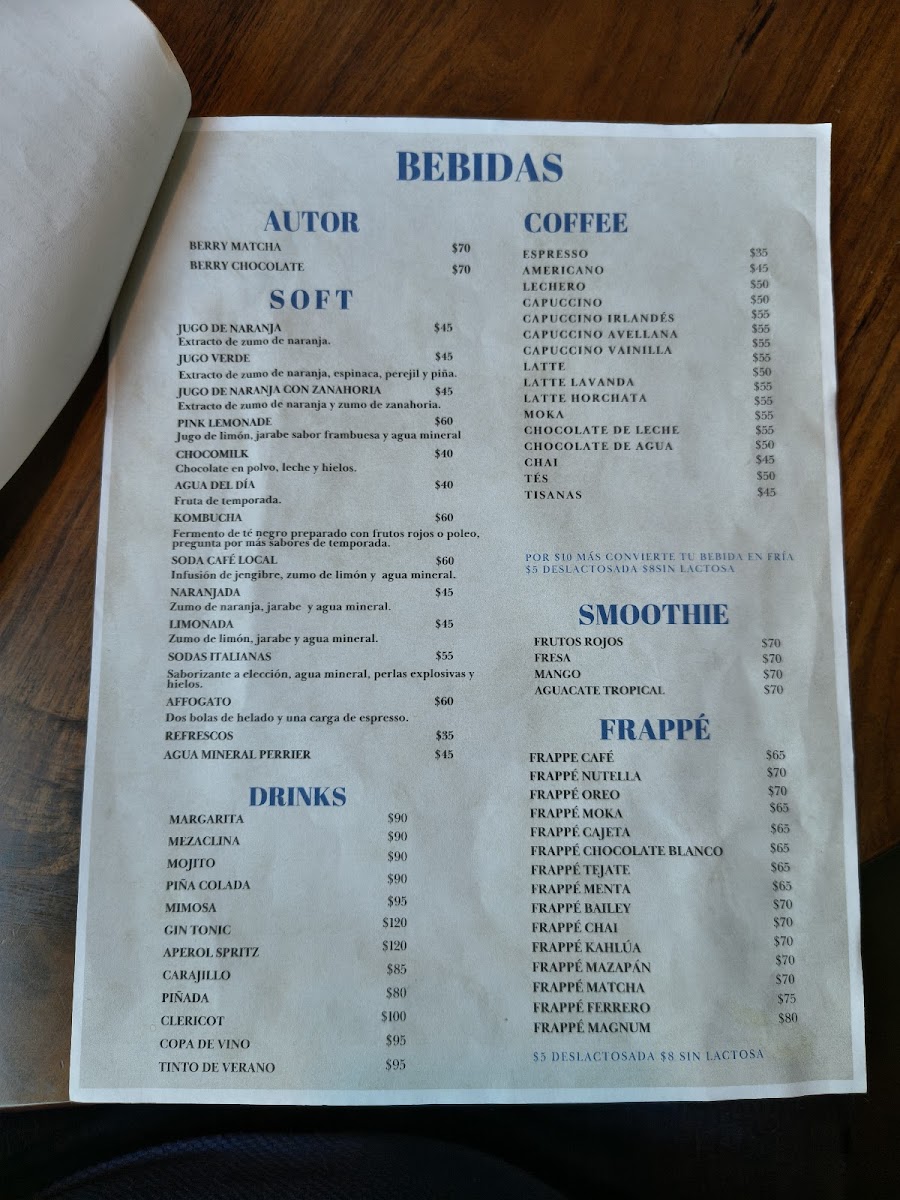 BEBIDAS
AUTOR
BERRY MATCHA $70
BERRY CHOCOLATE $70
SOFT
JUGO DE NARANJA $45
Extracto de zumo de naranja.
JUGO VERDE $45
Extracto de zumo de naranja, espinaca, perejil y piña.
JUGO DE NARANJA CON ZANAHORIA $45
Extracto de zumo de naranja y zumo de zanahoria.
PINK LEMONADE $60
Jugo de limón, jarabe sabor frambuesa y agua mineral
CHOCOMILK $40
Chocolate en polvo, leche y hielos.
AGUA DEL DÍA $40
Fruta de temporada.
KOMBUCHA $60
Fermento de té negro preparado con frutos rojos o poleo,
pregunta por más sabores de temporada.
SODA CAFÉ LOCAL $60
Infusión de jengibre, zumo de limón y agua mineral.
NARANJADA $45
Zumo de naranja, jarabe y agua mineral.
LIMONADA $45
Zumo de limón, jarabe y agua mineral.
SODAS ITALIANAS $55
Saborizante a elección, agua mineral, perlas explosivas y
hielos.
AFFOGATO $60
Dos bolas de helado y una carga de espresso.
REFRESCOS $35
AGUA MINERAL PERRIER $45
DRINKS
MARGARITA $90
MEZACLINA $90
MOJITO $90
PIÑA COLADA $90
MIMOSA $95
GIN TONIC $120
APEROL SPRITZ $120
CARAJILLO $85
PIÑADA $80
CLERICOT $100
COPA DE VINO $95
TINTO DE VERANO $95
COFFEE
ESPRESSO
AMERICANO
LECHERO
CAPUCCINO
CAPUCCINO IRLANDÉS
CAPUCCINO AVELLANA
CAPUCCINO VAINILLA
LATTE
LATTE LAVANDA
LATTE HORCHATA
MOKA
CHOCOLATE DE LECHE
CHOCOLATE DE AGUA
CHAI
TÉS
TISANAS
$35
$45
$50
$50
$55
$55
$55
$55
$50
$55
$55
$55
$55
$50
$45
$50
$45
POR $10 MÁS CONVIERTE TU BEBIDA EN FRÍA
$5 DESLACTOSADA $8SIN LACTOSA
SMOOTHIE
FRUTOS ROJOS $70
FRESA $70
MANGO $70
AGUACATE TROPICAL $70
FRAPPÉ
FRAPPE CAFÉ $65
FRAPPÉ NUTELLA $70
FRAPPÉ OREO $70
FRAPPÉ MOKA $65
FRAPPÉ CAJETA $65
FRAPPÉ CHOCOLATE BLANCO $65
FRAPPÉ TEJATE $65
FRAPPÉ MENTA $65
FRAPPÉ BAILEY $70
FRAPPÉ CHAI $70
FRAPPÉ KAHLÚA $70
FRAPPÉ MAZAPÁN $70
FRAPPÉ MATCHA $70
FRAPPÉ FERRERO $75
FRAPPÉ MAGNUM $80
$5 DESLACTOSADA $8 SIN LACTOSA